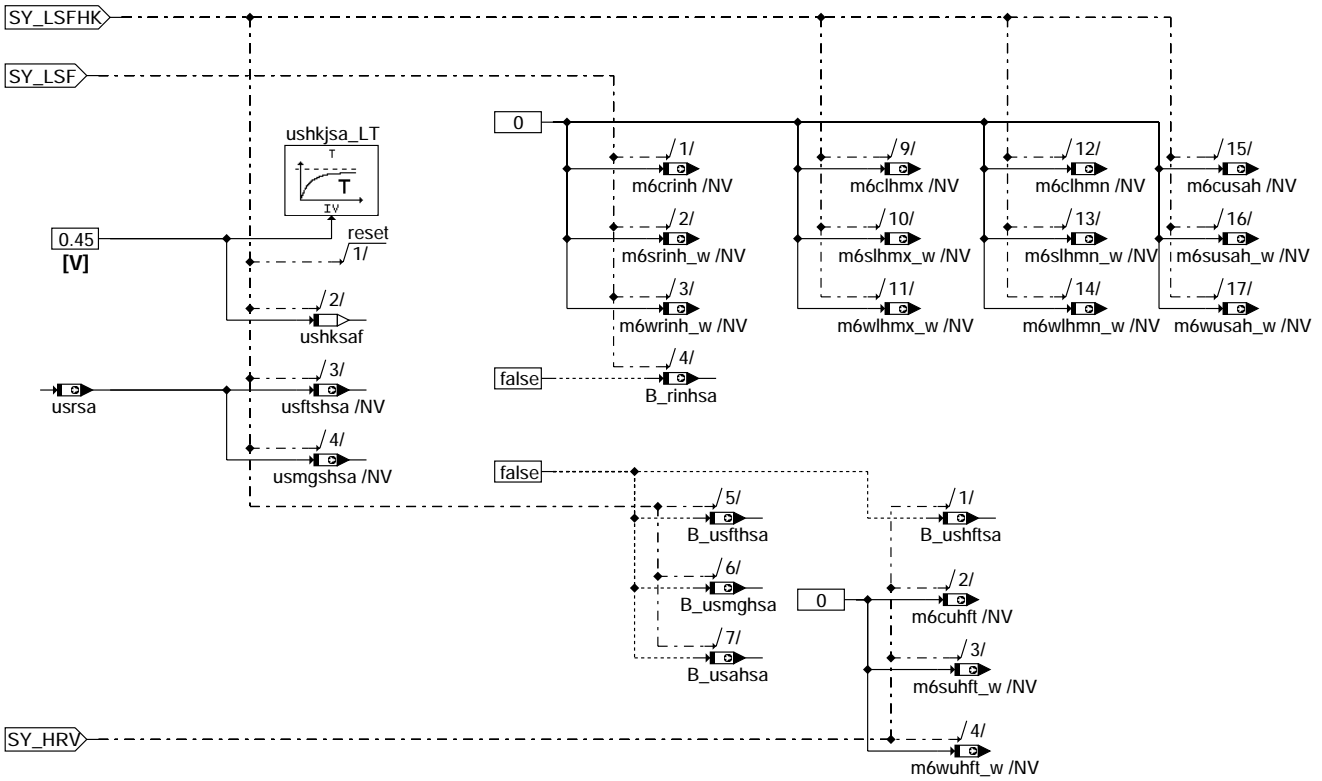 SY_LSFHK
SY_LSF
ushkjsa_LT
T
T
IV
0.45
[V]
reset
1/
2/
ushksaf
usrsa
3/
usftshsa /NV
4/
usmgshsa /NV
0
1/
m6crinh /NV
2/
m6srinh_w /NV
3/
m6wrinh_w /NV
false
4/
B_rinhsa
9/
m6clhmx /NV
10/
m6slhmx_w /NV
11/
m6wlhmx_w /NV
12/
m6clhmn /NV
13/
m6slhmn_w /NV
14/
m6wlhmn_w /NV
15/
m6cusah /NV
16/
m6susah_w /NV
17/
m6wusah_w /NV
false
5/
B_usfthsa
6/
B_usmghsa
7/
B_usahsa
1/
B_ushftsa
0
2/
m6cuhft /NV
3/
m6suhft_w /NV
SY_HRV
4/
m6wuhft_w /NV